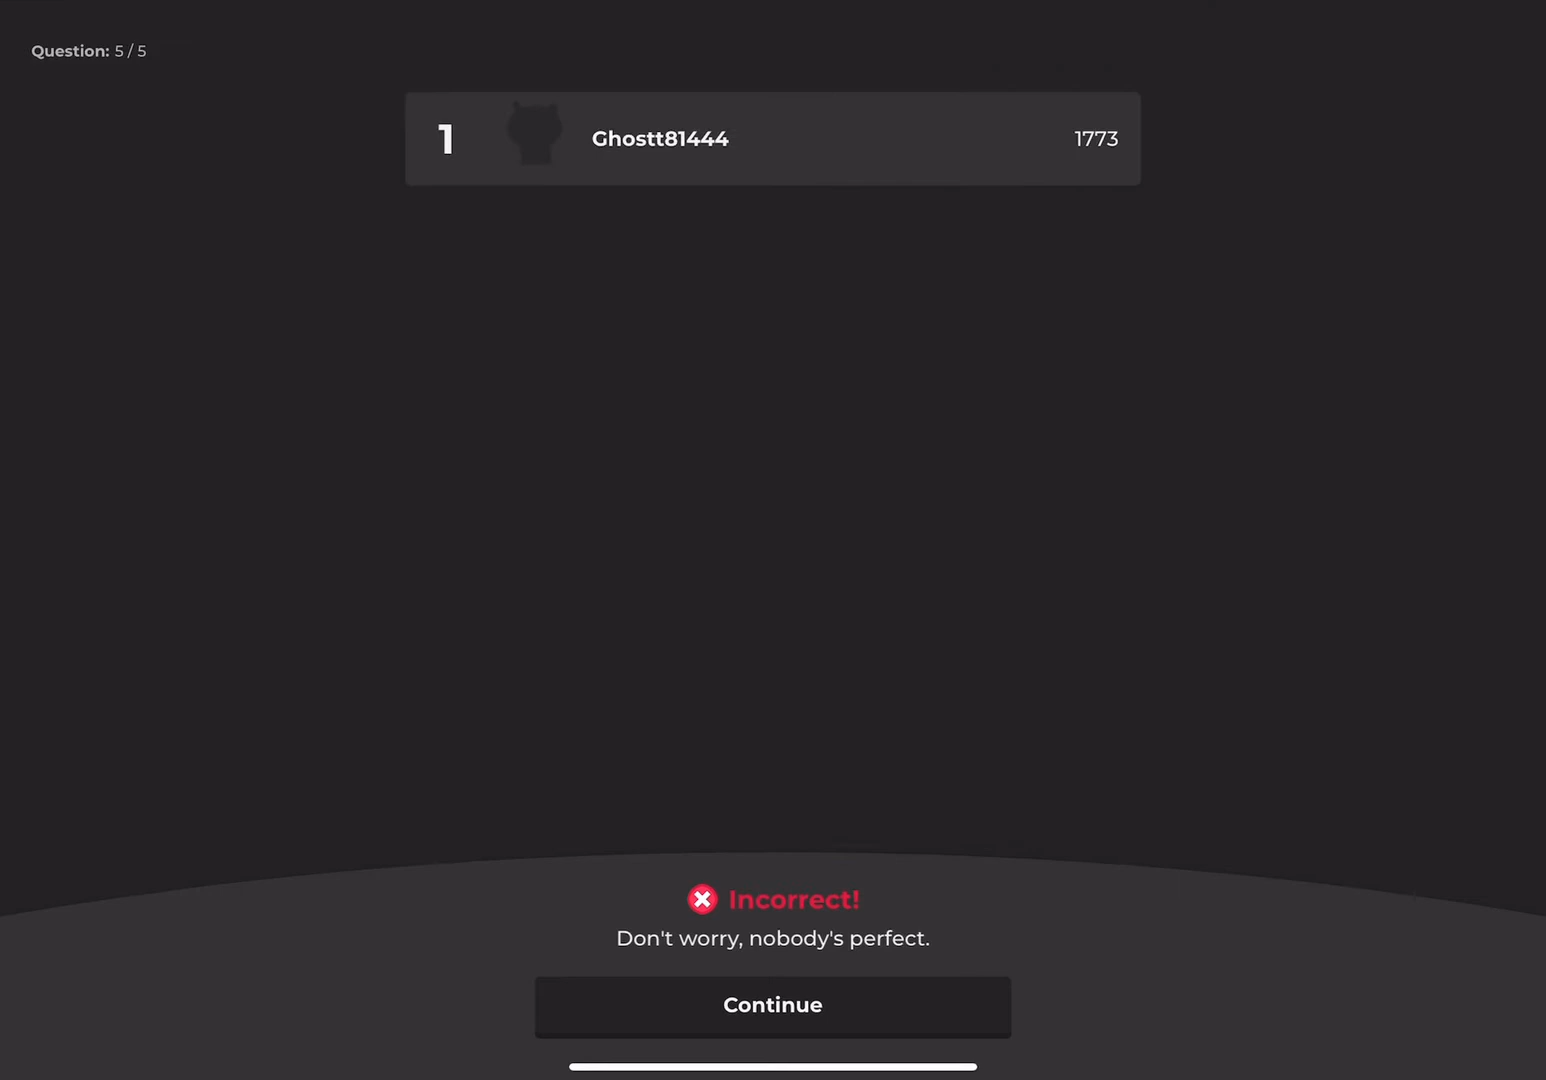 Question: 5 / 5
1 Ghostt81444 1773
Incorrect!
Don't worry, nobody's perfect.
Continue